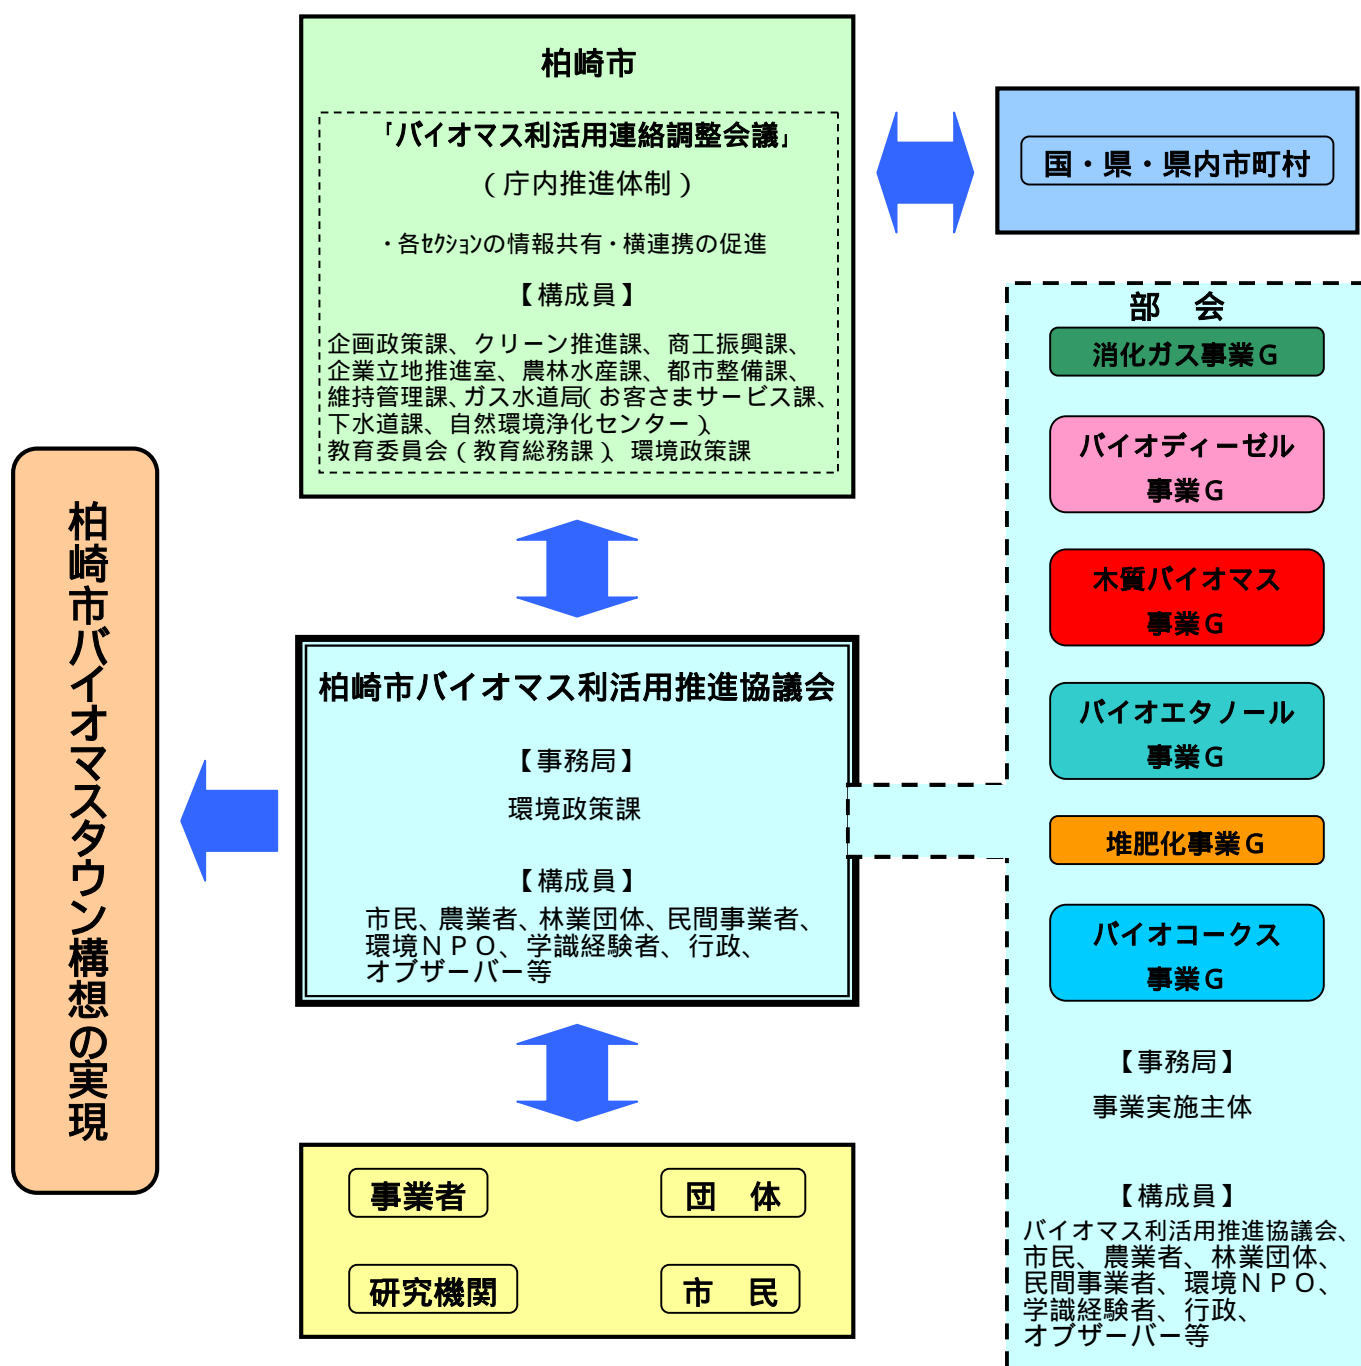 柏崎市
「バイオマス利活用連絡調整会議」
（庁内推進体制）
・各ｾｸｼｮﾝの情報共有・横連携の促進
【構成員】
企画政策課、クリーン推進課、商工振興課、
企業立地推進室、農林水産課、都市整備課、
維持管理課、ガス水道局（お客さまサービス課、
下水道課、自然環境浄化センター）、
教育委員会（教育総務課）、環境政策課
国・県・県内市町村
柏崎市バイオマスタウン構想の実現
柏崎市バイオマス利活用推進協議会
【事務局】
環境政策課
【構成員】
市民、農業者、林業団体、民間事業者、
環境ＮＰＯ、学識経験者、行政、
オブザーバー等
事業者
団　体
研究機関
市　民
部　会
消化ガス事業Ｇ
バイオディーゼル
事業Ｇ
木質バイオマス
事業Ｇ
バイオエタノール
事業Ｇ
堆肥化事業Ｇ
バイオコークス
事業Ｇ
【事務局】
事業実施主体
【構成員】
バイオマス利活用推進協議会、
市民、農業者、林業団体、
民間事業者、環境ＮＰＯ、
学識経験者、行政、
オブザーバー等